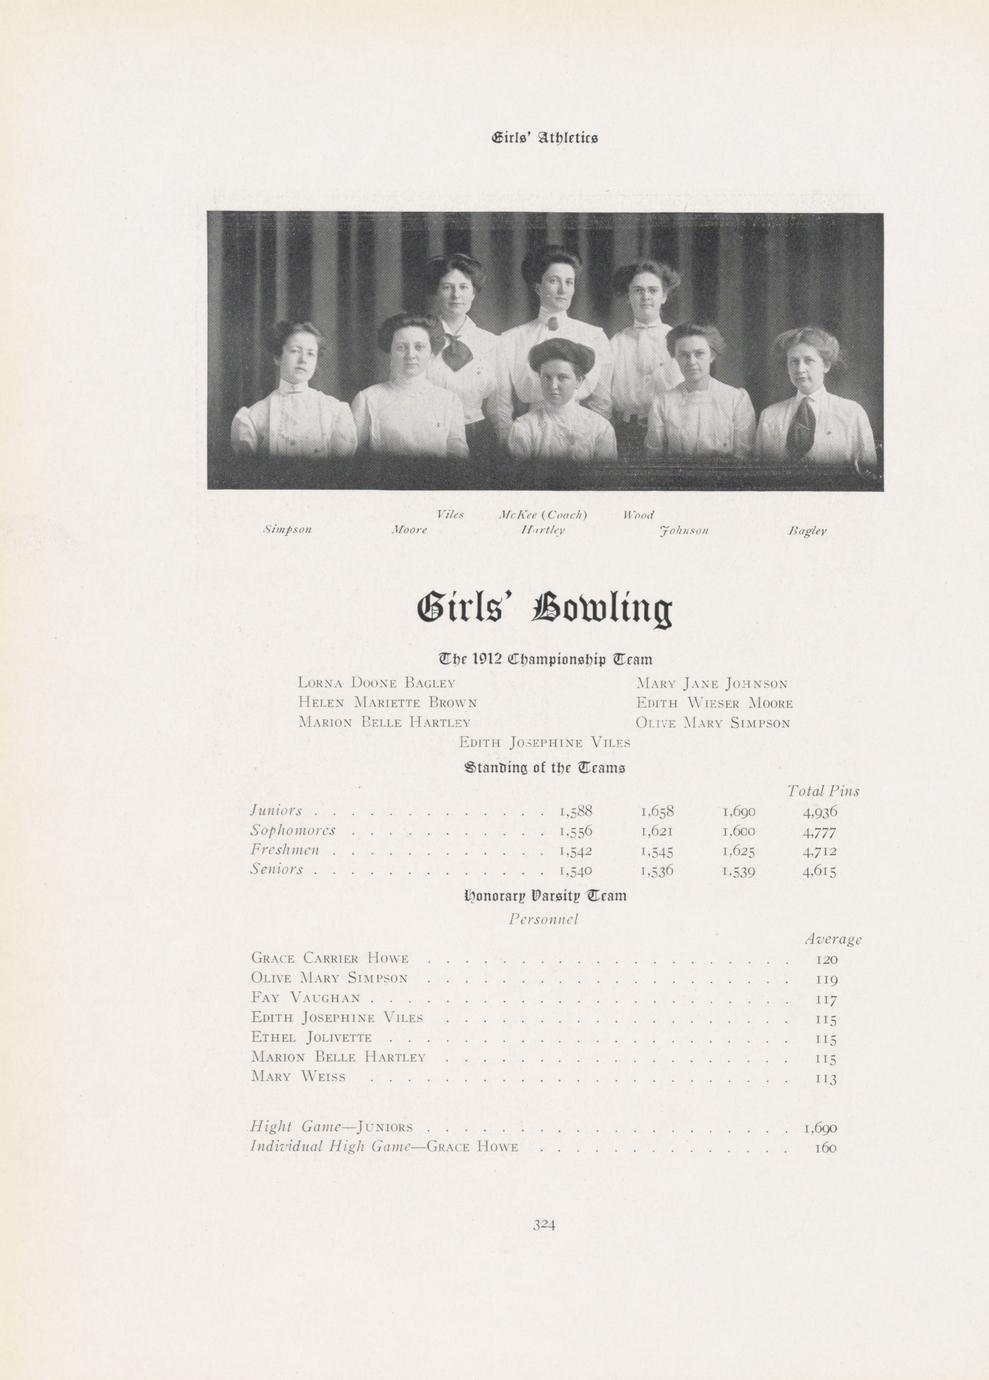 Girls' Athletics
Viles McKee (Coach) Wood
Simpson Moore Hartley Johnson Bagley
Girls' Bowling
The 1912 Championship Team
LORNA DOONE BAGLEY MARY JANE JOHNSON
HELEN MARIETTE BROWN EDITH WIESER MOORE
MARION BELLE HARTLEY OLIVE MARY SIMPSON
EDITH JOSEPHINE VILES
Standing of the Teams
Total Pins
Juniors . . . . . . . . . . . . . 1,588 1,658 1,690 4,936
Sophomores . . . . . . . . . . . 1,556 1,621 1,600 4,777
Freshmen . . . . . . . . . . . . 1,542 1,545 1,625 4,712
Seniors . . . . . . . . . . . . . 1,540 1,536 1,539 4,615
Honorary Varsity Team
Personnel
Average
GRACE CARRIER HOWE . . . . . . . . . . . . . . . . . . . . 120
OLIVE MARY SIMPSON . . . . . . . . . . . . . . . . . . . . 119
FAY VAUGHAN . . . . . . . . . . . . . . . . . . . . . . . 117
EDITH JOSEPHINE VILES . . . . . . . . . . . . . . . . . . . 115
ETHEL JOLIVETTE . . . . . . . . . . . . . . . . . . . . . . 115
MARION BELLE HARTLEY . . . . . . . . . . . . . . . . . . . 115
MARY WEISS . . . . . . . . . . . . . . . . . . . . . . . 113
Hight Game—JUNIORS . . . . . . . . . . . . . . . . . . . . 1,690
Individual High Game—GRACE HOWE . . . . . . . . . . . . . . 160
324